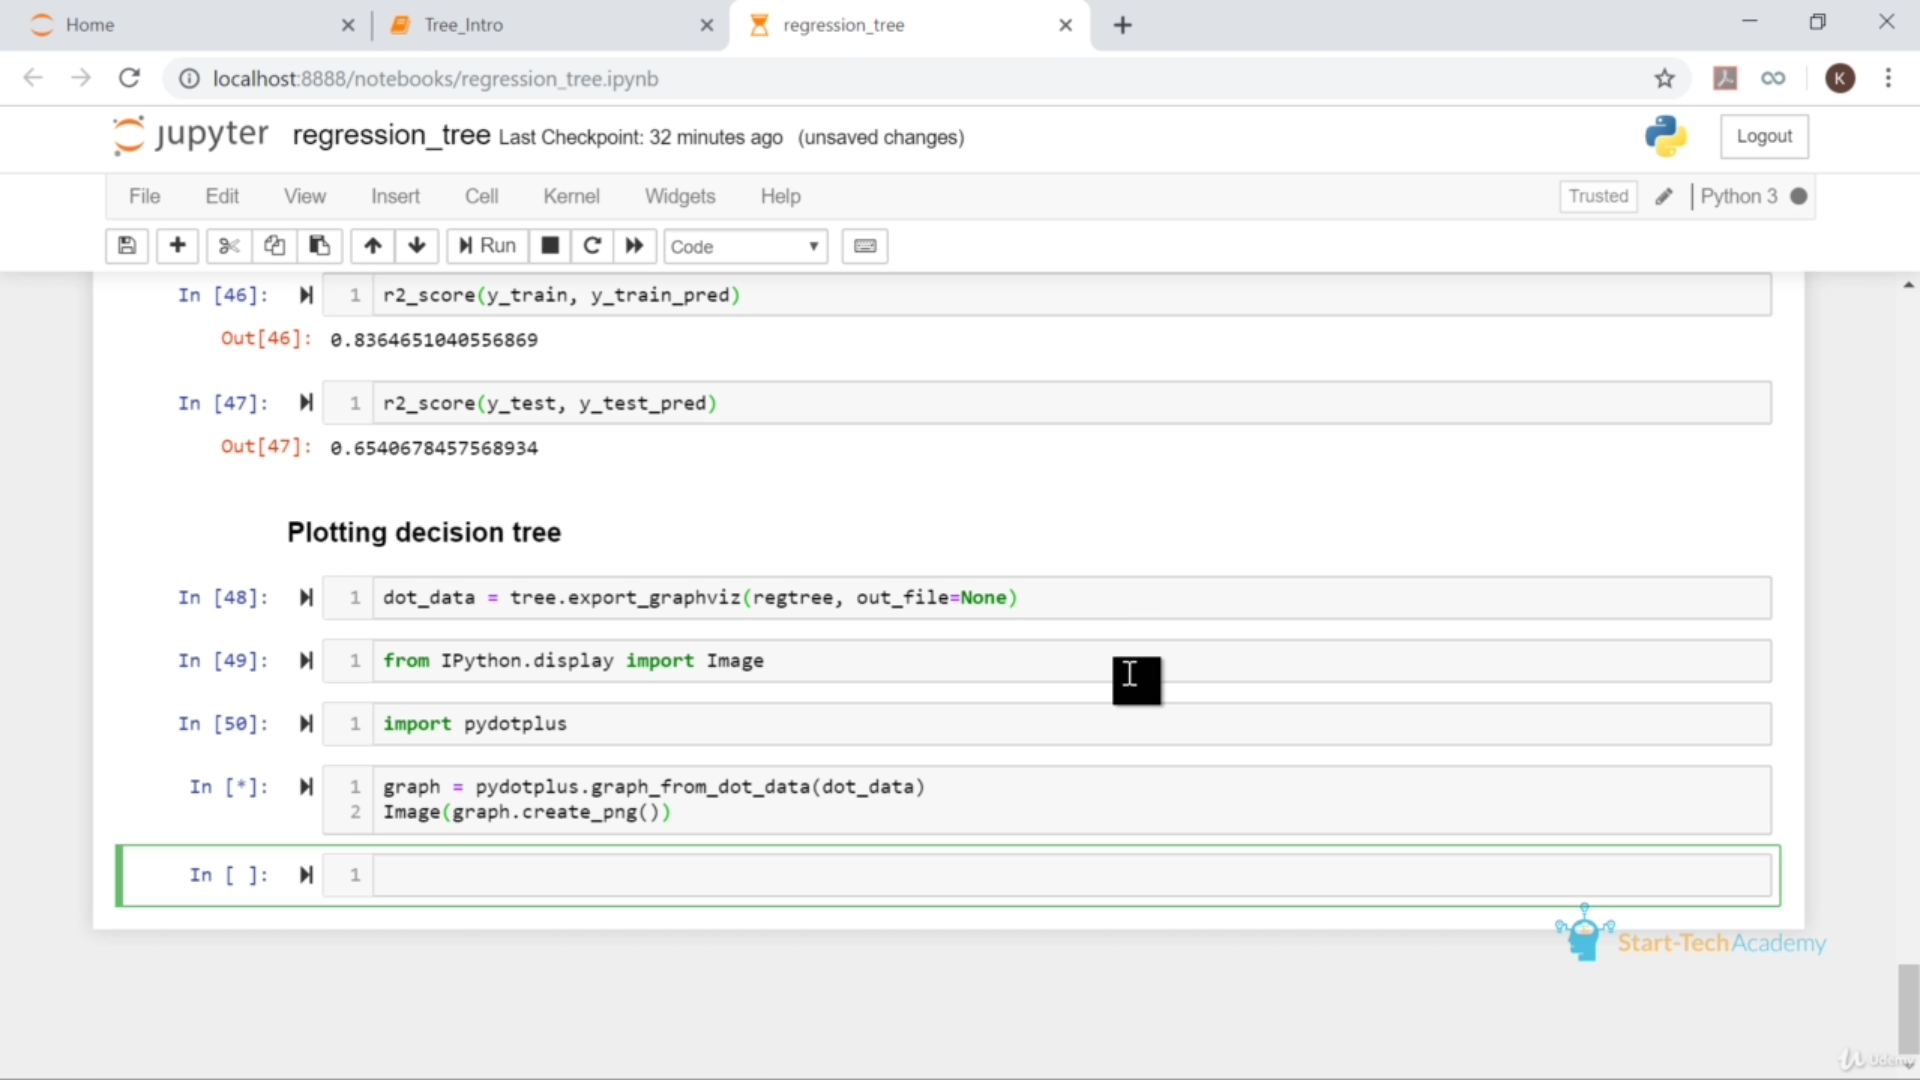 Home
Tree_Intro
regression_tree
localhost:8888/notebooks/regression_tree.ipynb
K
jupyter regression_tree Last Checkpoint: 32 minutes ago (unsaved changes)
Logout
File Edit View Insert Cell Kernel Widgets Help
Trusted Python 3
Run Code
In [46]: 1 r2_score(y_train, y_train_pred)
Out[46]: 0.8364651040556869
In [47]: 1 r2_score(y_test, y_test_pred)
Out[47]: 0.6540678457568934
Plotting decision tree
In [48]: 1 dot_data = tree.export_graphviz(regtree, out_file=None)
In [49]: 1 from IPython.display import Image
In [50]: 1 import pydotplus
In [*]: 1 graph = pydotplus.graph_from_dot_data(dot_data)
2 Image(graph.create_png())
In [ ]: 1
Start-TechAcademy
Udemy